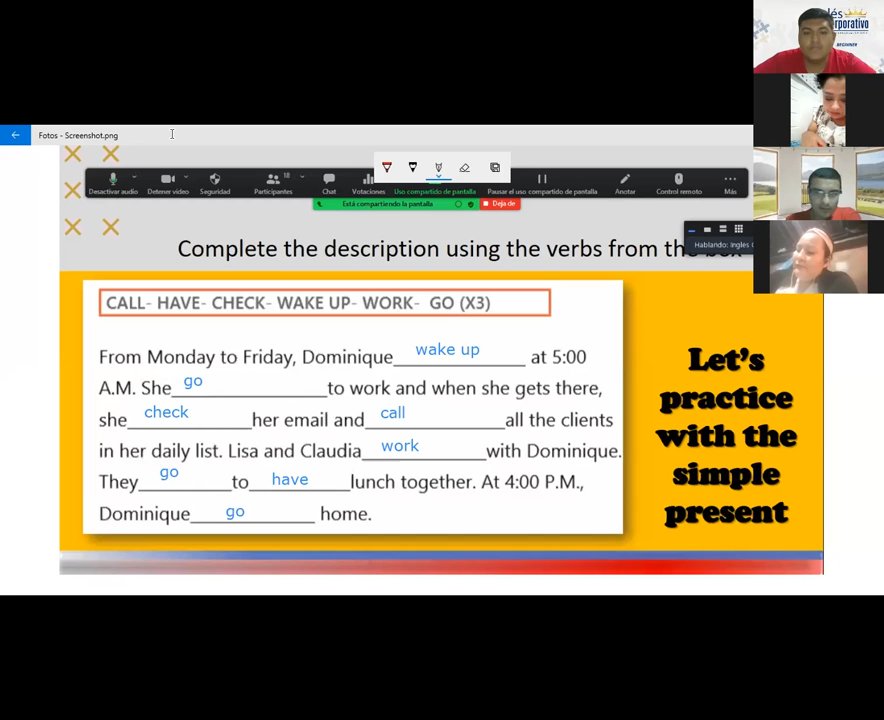 lés
orporativo
BEGINNER
Fotos - Screenshot.png
18
Desactivar audio
Detener video
Seguridad
Participantes
Chat
Votaciones
Uso compartido de pantalla
Pausar el uso compartido de pantalla
Anotar
Control remoto
Más
Está compartiendo la pantalla
Deja de
Hablando: Ingles
Complete the description using the verbs from the box
CALL- HAVE- CHECK- WAKE UP- WORK- GO (X3)
From Monday to Friday, Dominique wake up at 5:00
A.M. She go to work and when she gets there,
she check her email and call all the clients
in her daily list. Lisa and Claudia work with Dominique.
They go to have lunch together. At 4:00 P.M.,
Dominique go home.
Let's
practice
with the
simple
present